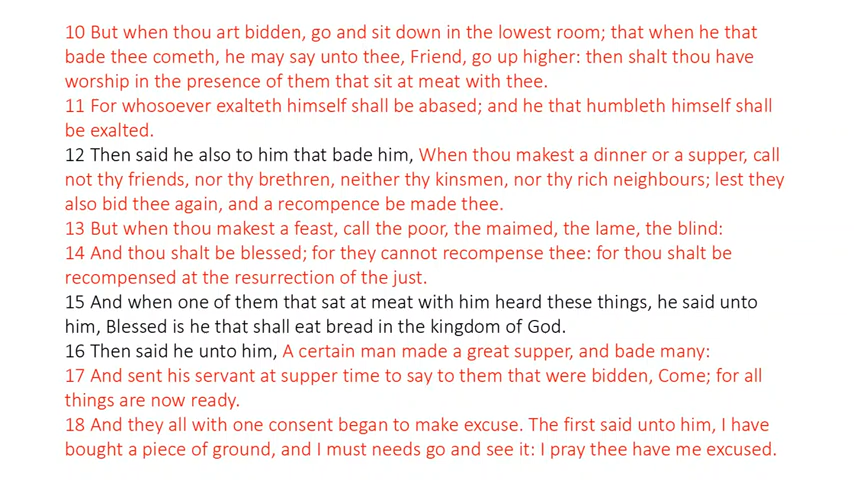 10 But when thou art bidden, go and sit down in the lowest room; that when he that
bade thee cometh, he may say unto thee, Friend, go up higher: then shalt thou have
worship in the presence of them that sit at meat with thee.
11 For whosoever exalteth himself shall be abased; and he that humbleth himself shall
be exalted.
12 Then said he also to him that bade him, When thou makest a dinner or a supper, call
not thy friends, nor thy brethren, neither thy kinsmen, nor thy rich neighbours; lest they
also bid thee again, and a recompence be made thee.
13 But when thou makest a feast, call the poor, the maimed, the lame, the blind:
14 And thou shalt be blessed; for they cannot recompense thee: for thou shalt be
recompensed at the resurrection of the just.
15 And when one of them that sat at meat with him heard these things, he said unto
him, Blessed is he that shall eat bread in the kingdom of God.
16 Then said he unto him, A certain man made a great supper, and bade many:
17 And sent his servant at supper time to say to them that were bidden, Come; for all
things are now ready.
18 And they all with one consent began to make excuse. The first said unto him, I have
bought a piece of ground, and I must needs go and see it: I pray thee have me excused.